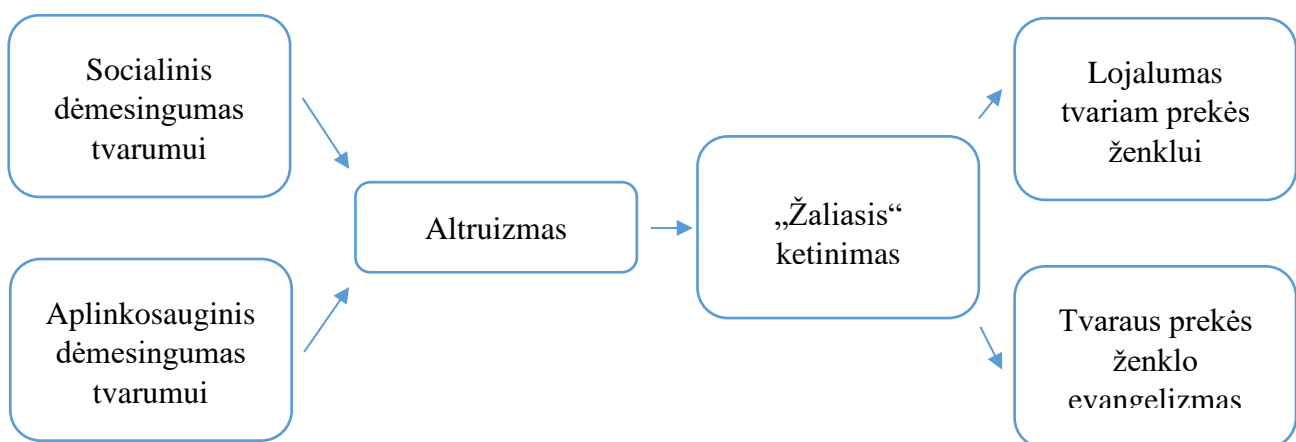 Socialinis
dėmesingumas
tvarumui
Aplinkosauginis
dėmesingumas
tvarumui
Altruizmas
„Žaliasis“
ketinimas
Lojalumas
tvariam prekės
ženklui
Tvaraus prekės
ženklo
evangelizmas